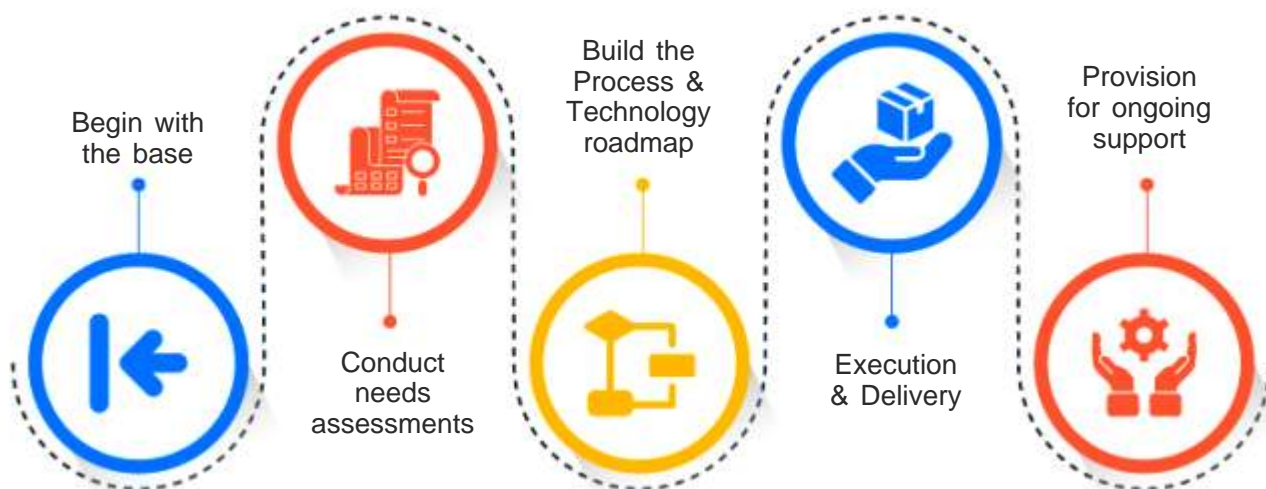 Begin with
the base
Conduct
needs
assessments
Build the
Process &
Technology
roadmap
Execution
& Delivery
Provision
for ongoing
support